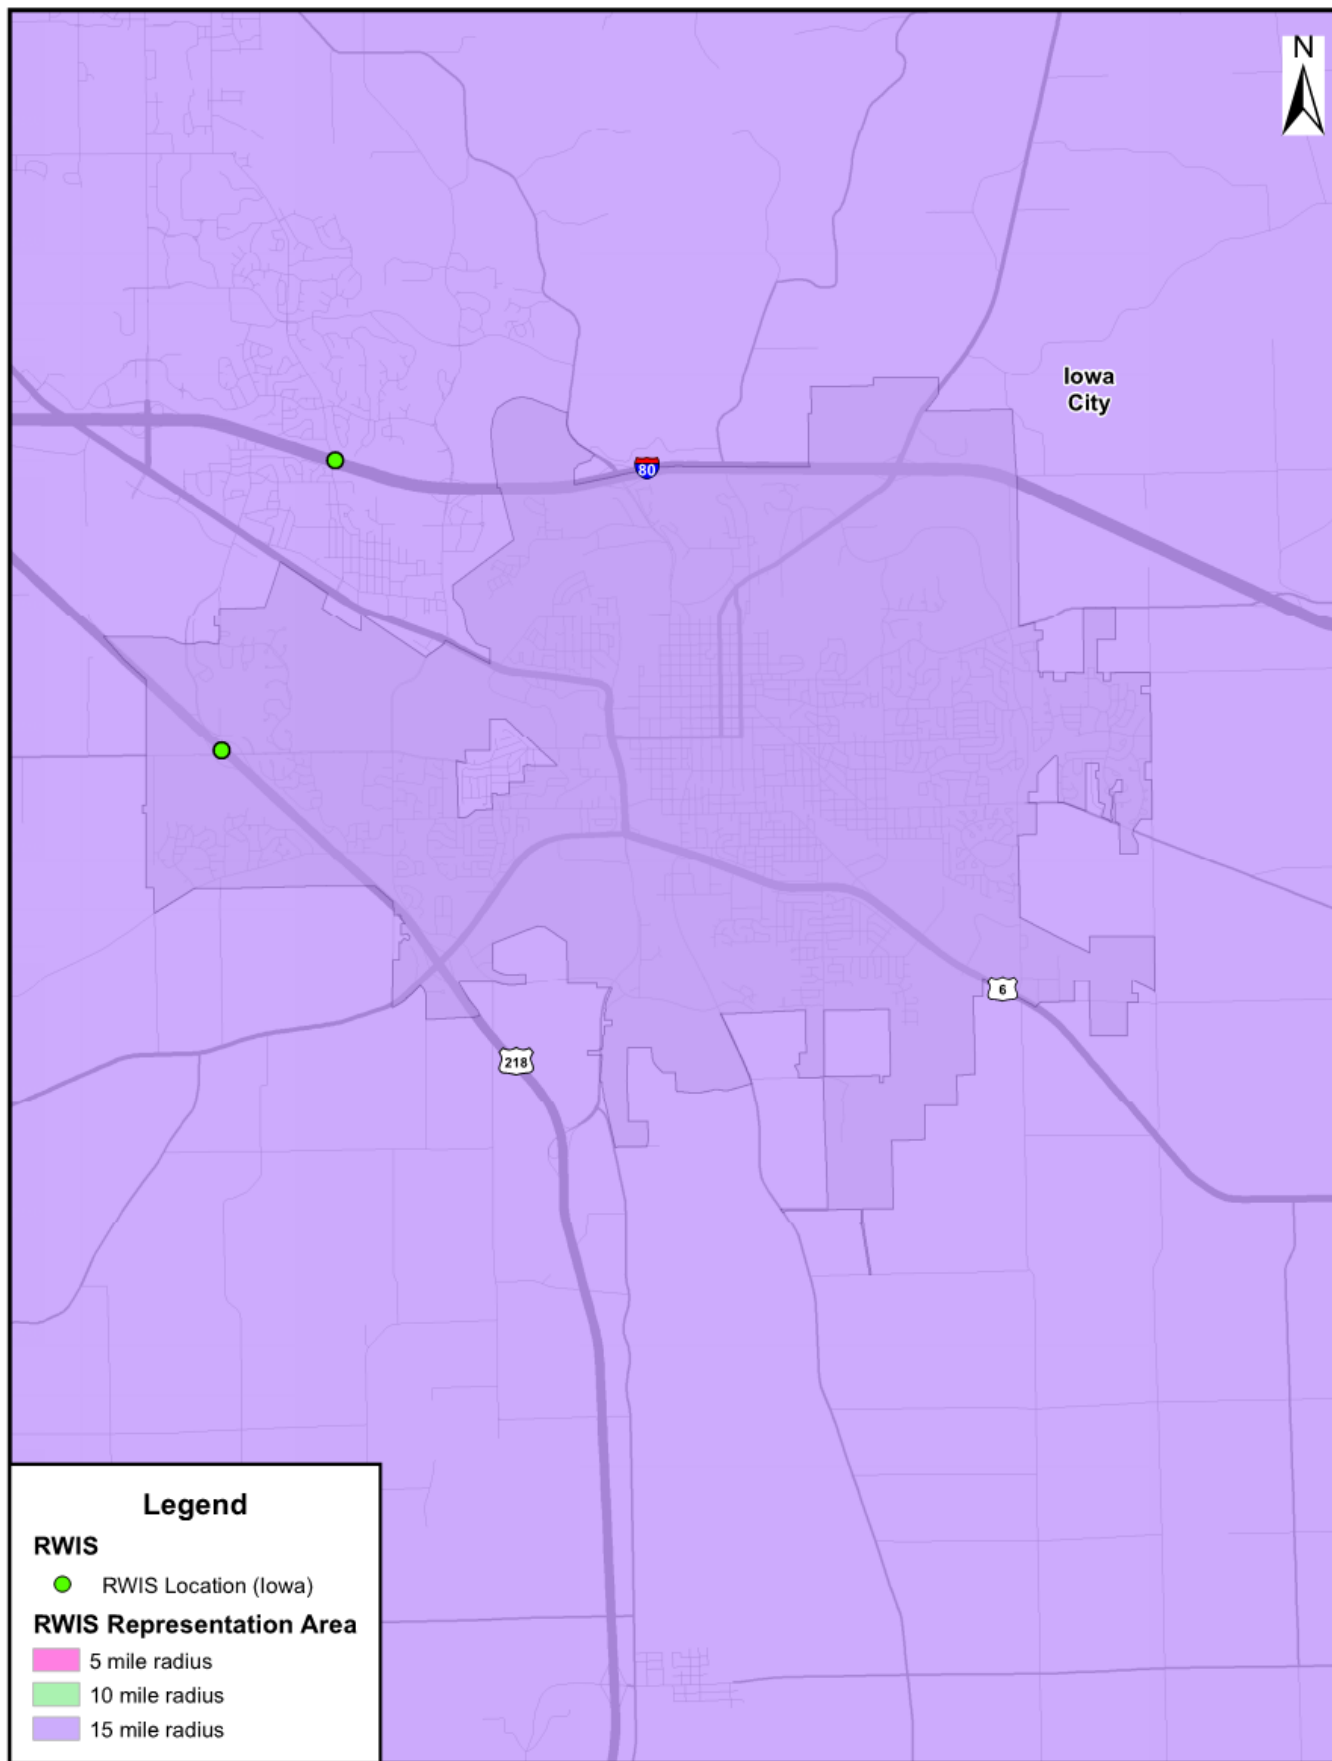 N
Iowa
City
80
6
218
Legend
RWIS
RWIS Location (Iowa)
RWIS Representation Area
5 mile radius
10 mile radius
15 mile radius